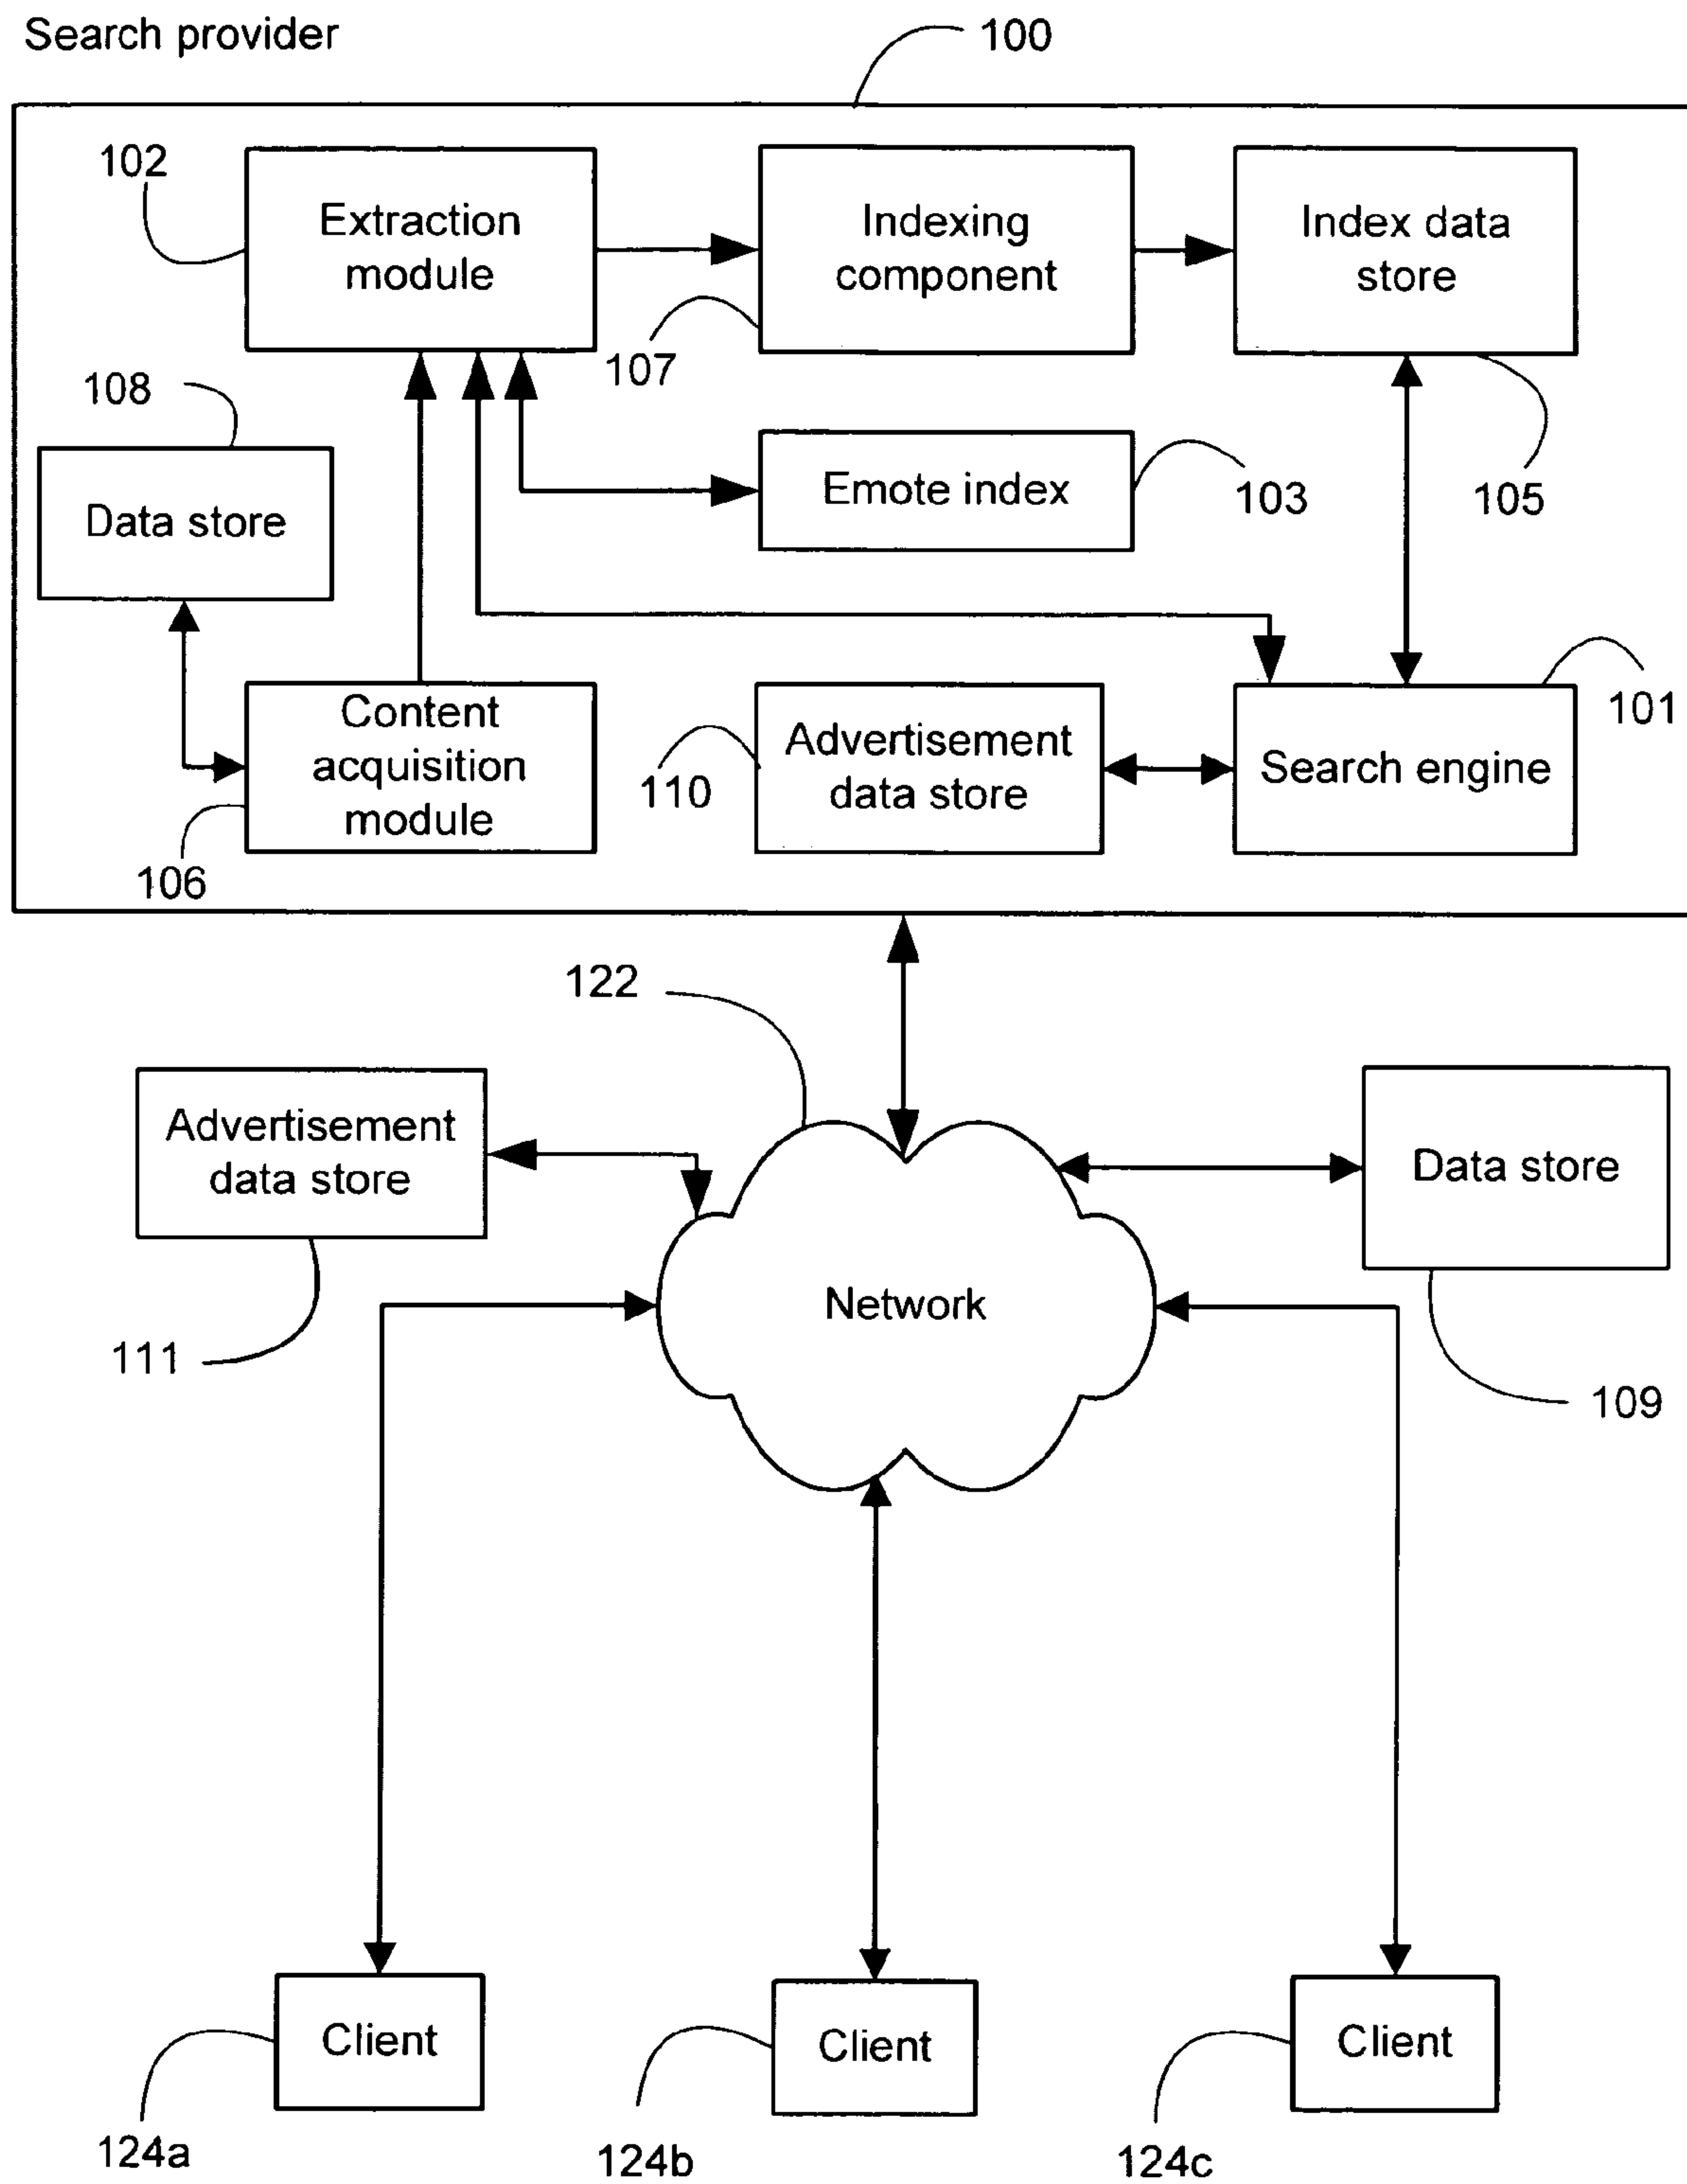 Search provider
100
102
Extraction
module
Indexing
component
Index data
store
107
108
Data store
Emote index
103
105
Content
acquisition
module
106
Advertisement
data store
110
Search engine
101
122
Advertisement
data store
111
Network
Data store
109
Client
Client
Client
124a
124b
124c